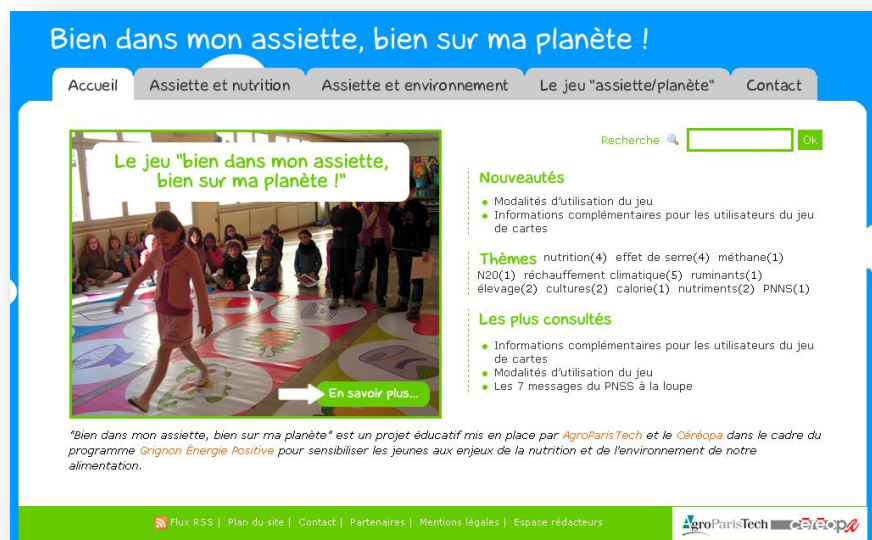 Bien dans mon assiette, bien sur ma planète !
Accueil
Assiette et nutrition
Assiette et environnement
Le jeu "assiette/planète"
Contact
Le jeu "bien dans mon assiette,
bien sur ma planète !"
En savoir plus...
Recherche
Ok
Nouveautés
Modalités d'utilisation du jeu
Informations complémentaires pour les utilisateurs du jeu
de cartes
Thèmes nutrition(4) effet de serre(4) méthane(1)
N20(1) réchauffement climatique(5) ruminants(1)
élevage(2) cultures(2) calorie(1) nutriments(2) PNNS(1)
Les plus consultés
Informations complémentaires pour les utilisateurs du jeu
de cartes
Modalités d'utilisation du jeu
Les 7 messages du PNSS à la loupe
"Bien dans mon assiette, bien sur ma planète" est un projet éducatif mis en place par AgroParisTech et le Céréopa dans le cadre du
programme Grignon Énergie Positive pour sensibiliser les jeunes aux enjeux de la nutrition et de l'environnement de notre
alimentation.
Flux RSS | Plan du site | Contact | Partenaires | Mentions légales | Espace rédacteurs
AgroParisTech
céréopa